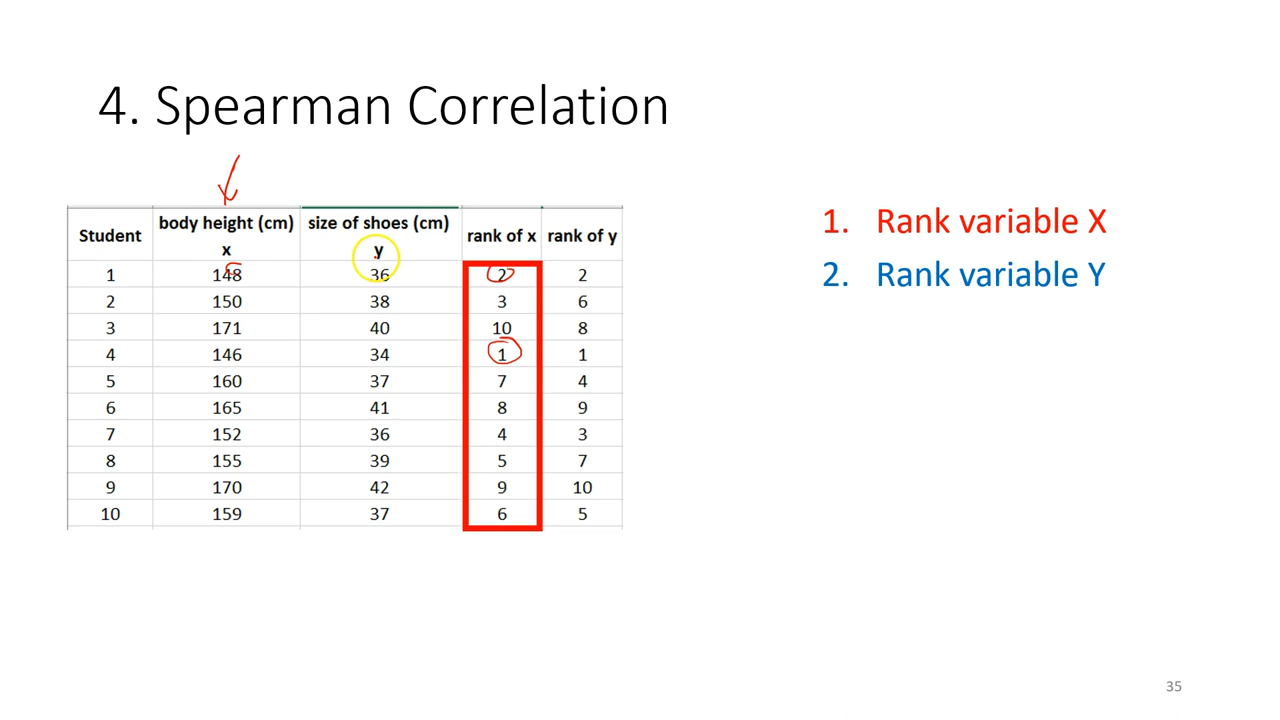 4. Spearman Correlation
Student body height (cm) x size of shoes (cm) y rank of x rank of y
1 148 36 2 2
2 150 38 3 6
3 171 40 10 8
4 146 34 1 1
5 160 37 7 4
6 165 41 8 9
7 152 36 4 3
8 155 39 5 7
9 170 42 9 10
10 159 37 6 5
1. Rank variable X
2. Rank variable Y
35